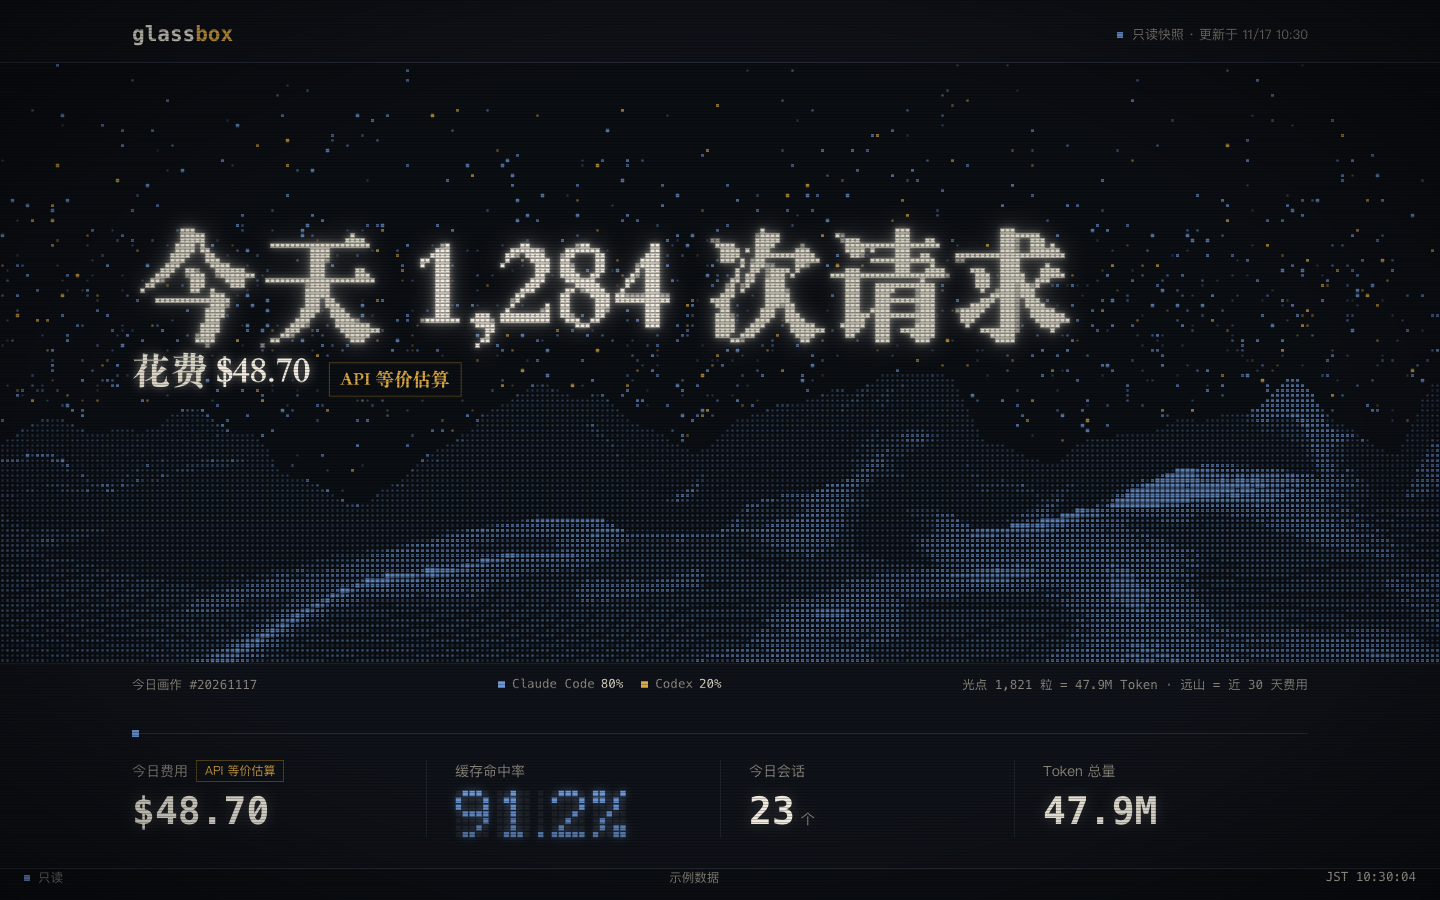 glassbox
只读快照 · 更新于 11/17 10:30
今天 1,284 次请求
花费 $48.70 API 等价估算
今日画作 #20261117
Claude Code 80% Codex 20%
光点 1,821 粒 = 47.9M Token · 远山 = 近 30 天费用
今日费用 API 等价估算
$48.70
缓存命中率
91.2%
今日会话
23 个
Token 总量
47.9M
只读
示例数据
JST 10:30:04